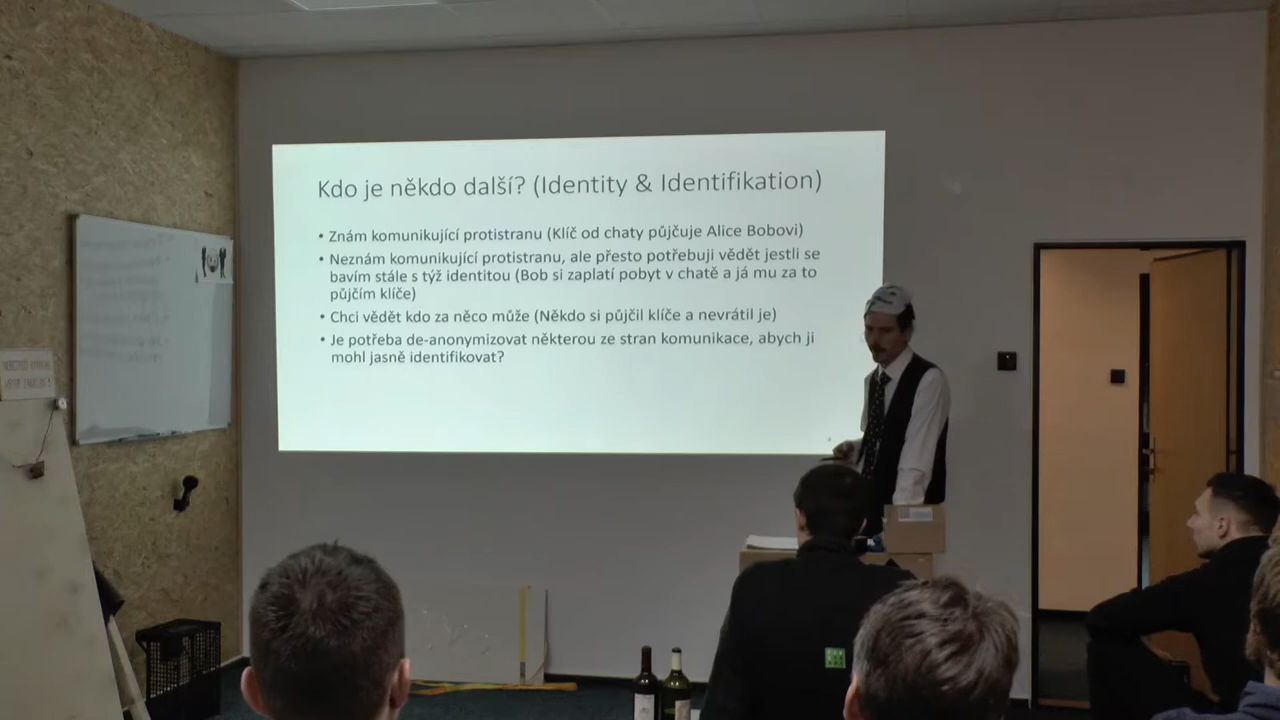 Kdo je někdo další? (Identity & Identifikation)
• Znám komunikující protistranu (Klíč od chaty půjčuje Alice Bobovi)
• Neznám komunikující protistranu, ale přesto potřebuji vědět jestli se
bavím stále s týž identitou (Bob si zaplatí pobyt v chatě a já mu za to
půjčím klíče)
• Chci vědět kdo za něco může (Někdo si půjčil klíče a nevrátil je)
• Je potřeba de-anonymizovat některou ze stran komunikace, abych ji
mohl jasně identifikovat?